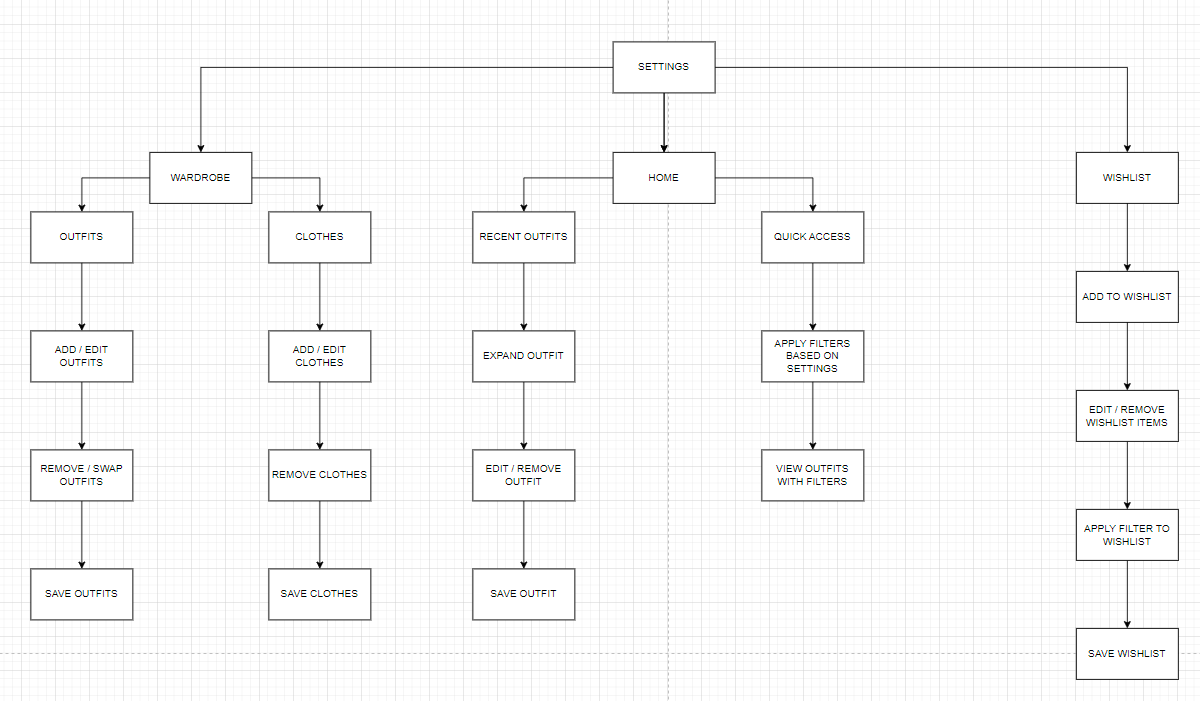 SETTINGS
WARDROBE
HOME
WISHLIST
OUTFITS
CLOTHES
RECENT OUTFITS
QUICK ACCESS
ADD TO WISHLIST
ADD / EDIT
OUTFITS
ADD / EDIT
CLOTHES
EXPAND OUTFIT
APPLY FILTERS
BASED ON
SETTINGS
EDIT / REMOVE
WISHLIST ITEMS
REMOVE / SWAP
OUTFITS
REMOVE CLOTHES
EDIT / REMOVE
OUTFIT
VIEW OUTFITS
WITH FILTERS
APPLY FILTER TO
WISHLIST
SAVE OUTFITS
SAVE CLOTHES
SAVE OUTFIT
SAVE WISHLIST